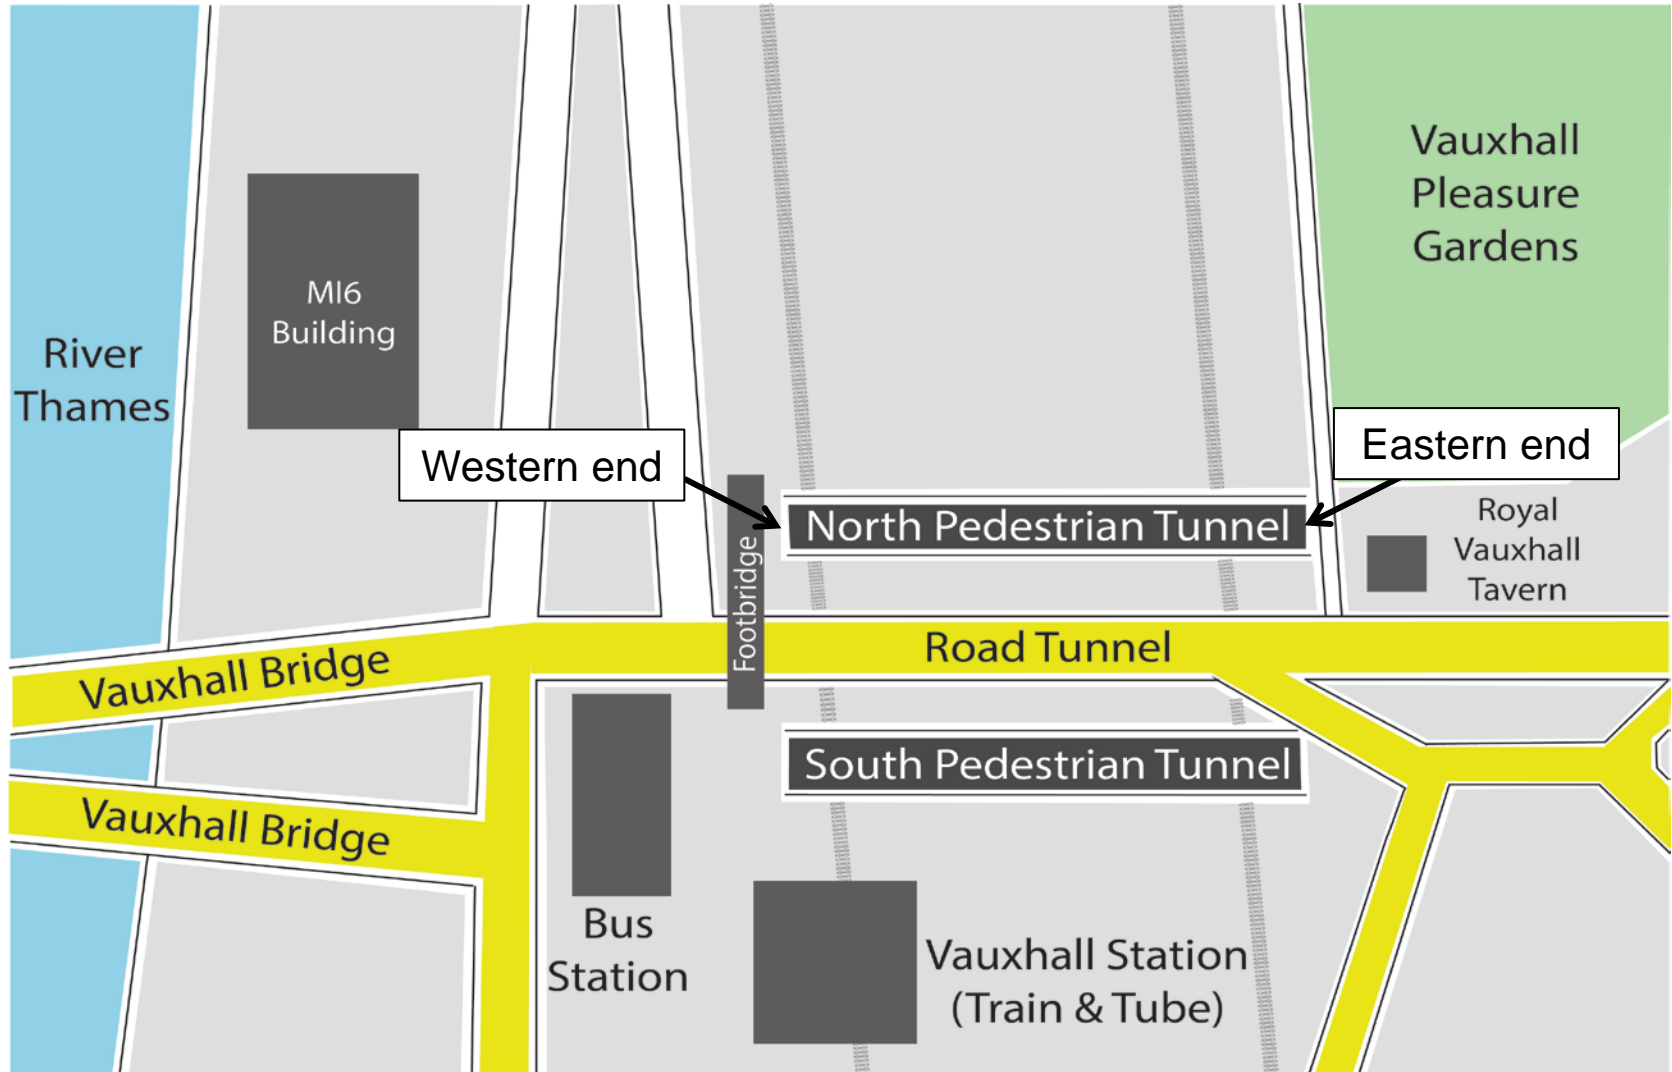 Vauxhall
Pleasure
Gardens
MI6
Building
River
Thames
Western end
Eastern end
North Pedestrian Tunnel
Royal
Vauxhall
Tavern
Footbridge
Road Tunnel
Vauxhall Bridge
South Pedestrian Tunnel
Vauxhall Bridge
Bus
Station
Vauxhall Station
(Train & Tube)